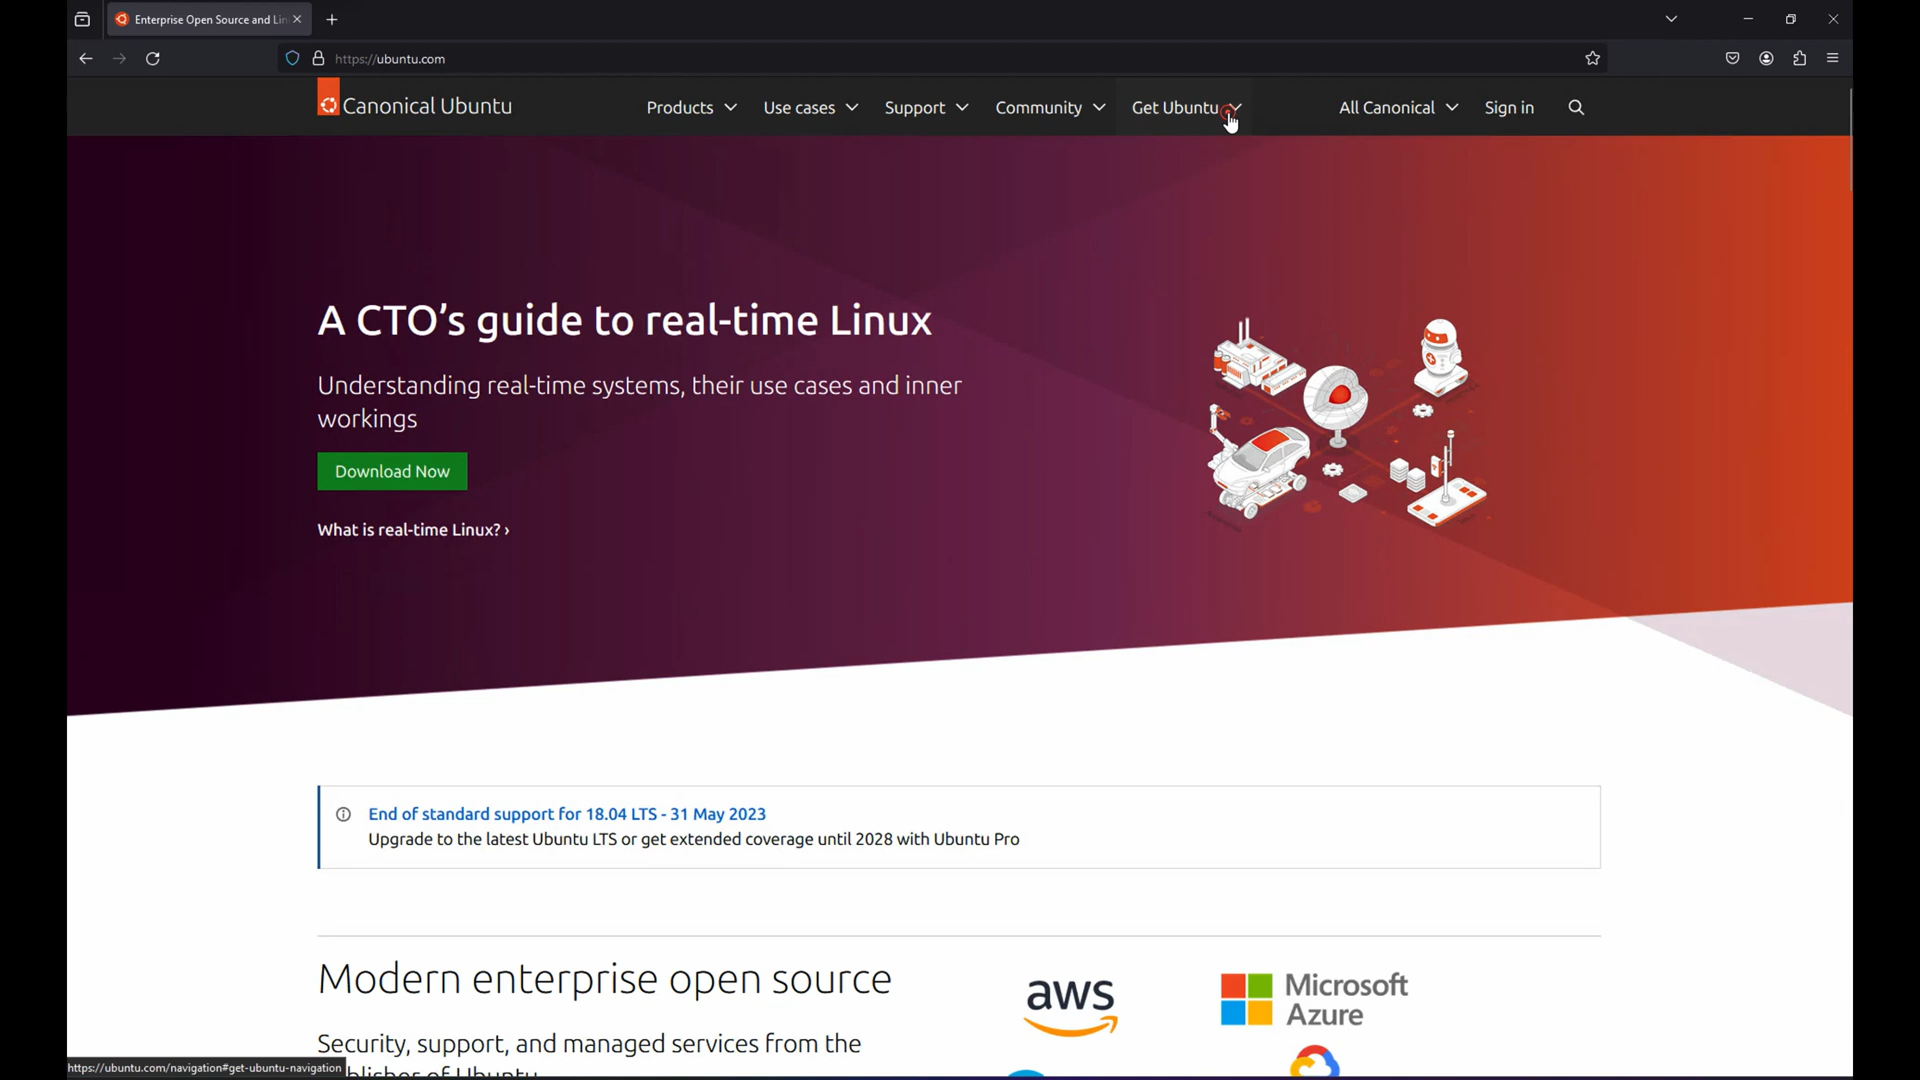 Enterprise Open Source and Lin
https://ubuntu.com
Canonical Ubuntu
Products
Use cases
Support
Community
Get Ubuntu
All Canonical
Sign in
A CTO’s guide to real-time Linux
Understanding real-time systems, their use cases and inner
workings
Download Now
What is real-time Linux? ›
End of standard support for 18.04 LTS - 31 May 2023
Upgrade to the latest Ubuntu LTS or get extended coverage until 2028 with Ubuntu Pro
Modern enterprise open source
aws
Microsoft
Azure
Security, support, and managed services from the
blisher of Ubuntu.
https://ubuntu.com/navigation#get-ubuntu-navigation